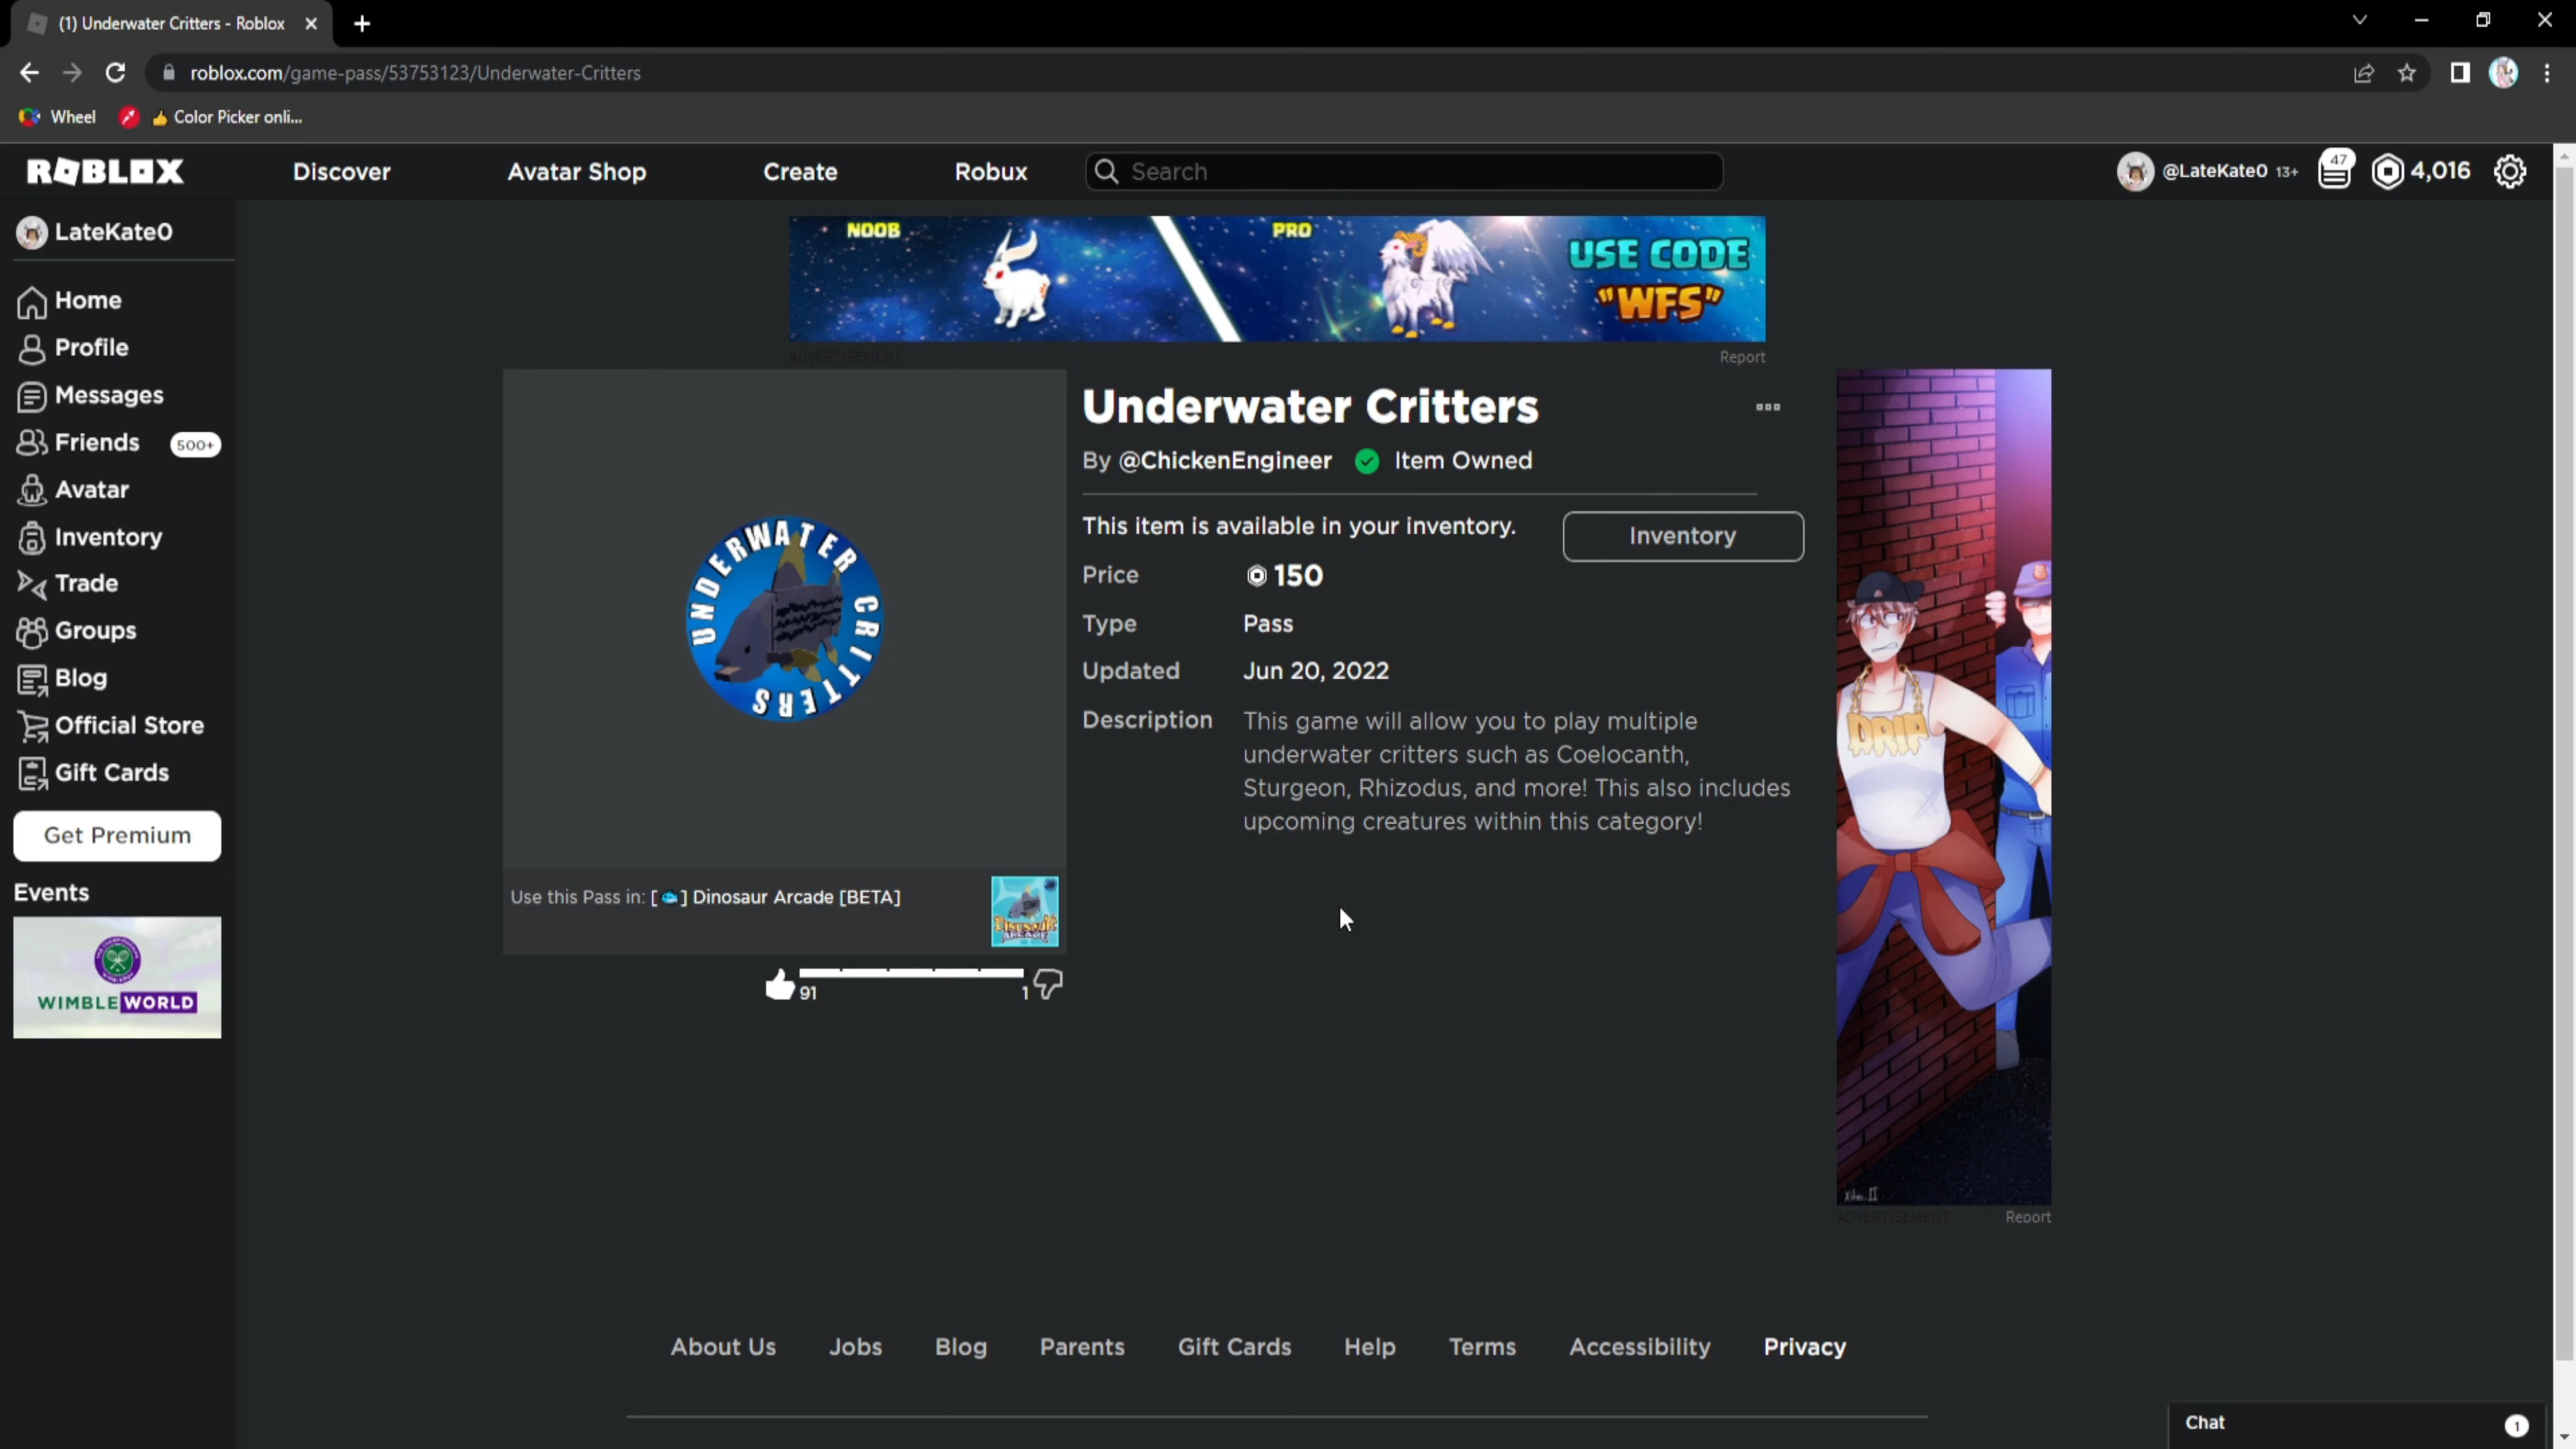 (1) Underwater Critters - Roblox
roblox.com/game-pass/53753123/Underwater-Critters
Wheel
Color Picker onli...
ROBLOX
Discover
Avatar Shop
Create
Robux
Search
@LateKate0 13+
47
4,016
LateKate0
Home
Profile
Messages
Friends 500+
Avatar
Inventory
Trade
Groups
Blog
Official Store
Gift Cards
Get Premium
Events
WIMBLEWORLD
NOOB
PRO
USE CODE
"WFS"
ADVERTISEMENT
Report
UNDERWATER CRITTERS
Use this Pass in: [🐟] Dinosaur Arcade [BETA]
DINOSAUR
ARCADE
91
1
Underwater Critters
By @ChickenEngineer Item Owned
This item is available in your inventory.
Inventory
Price 150
Type Pass
Updated Jun 20, 2022
Description This game will allow you to play multiple
underwater critters such as Coelocanth,
Sturgeon, Rhizodus, and more! This also includes
upcoming creatures within this category!
DRIP
ADVERTISEMENT
Report
About Us
Jobs
Blog
Parents
Gift Cards
Help
Terms
Accessibility
Privacy
Chat
1